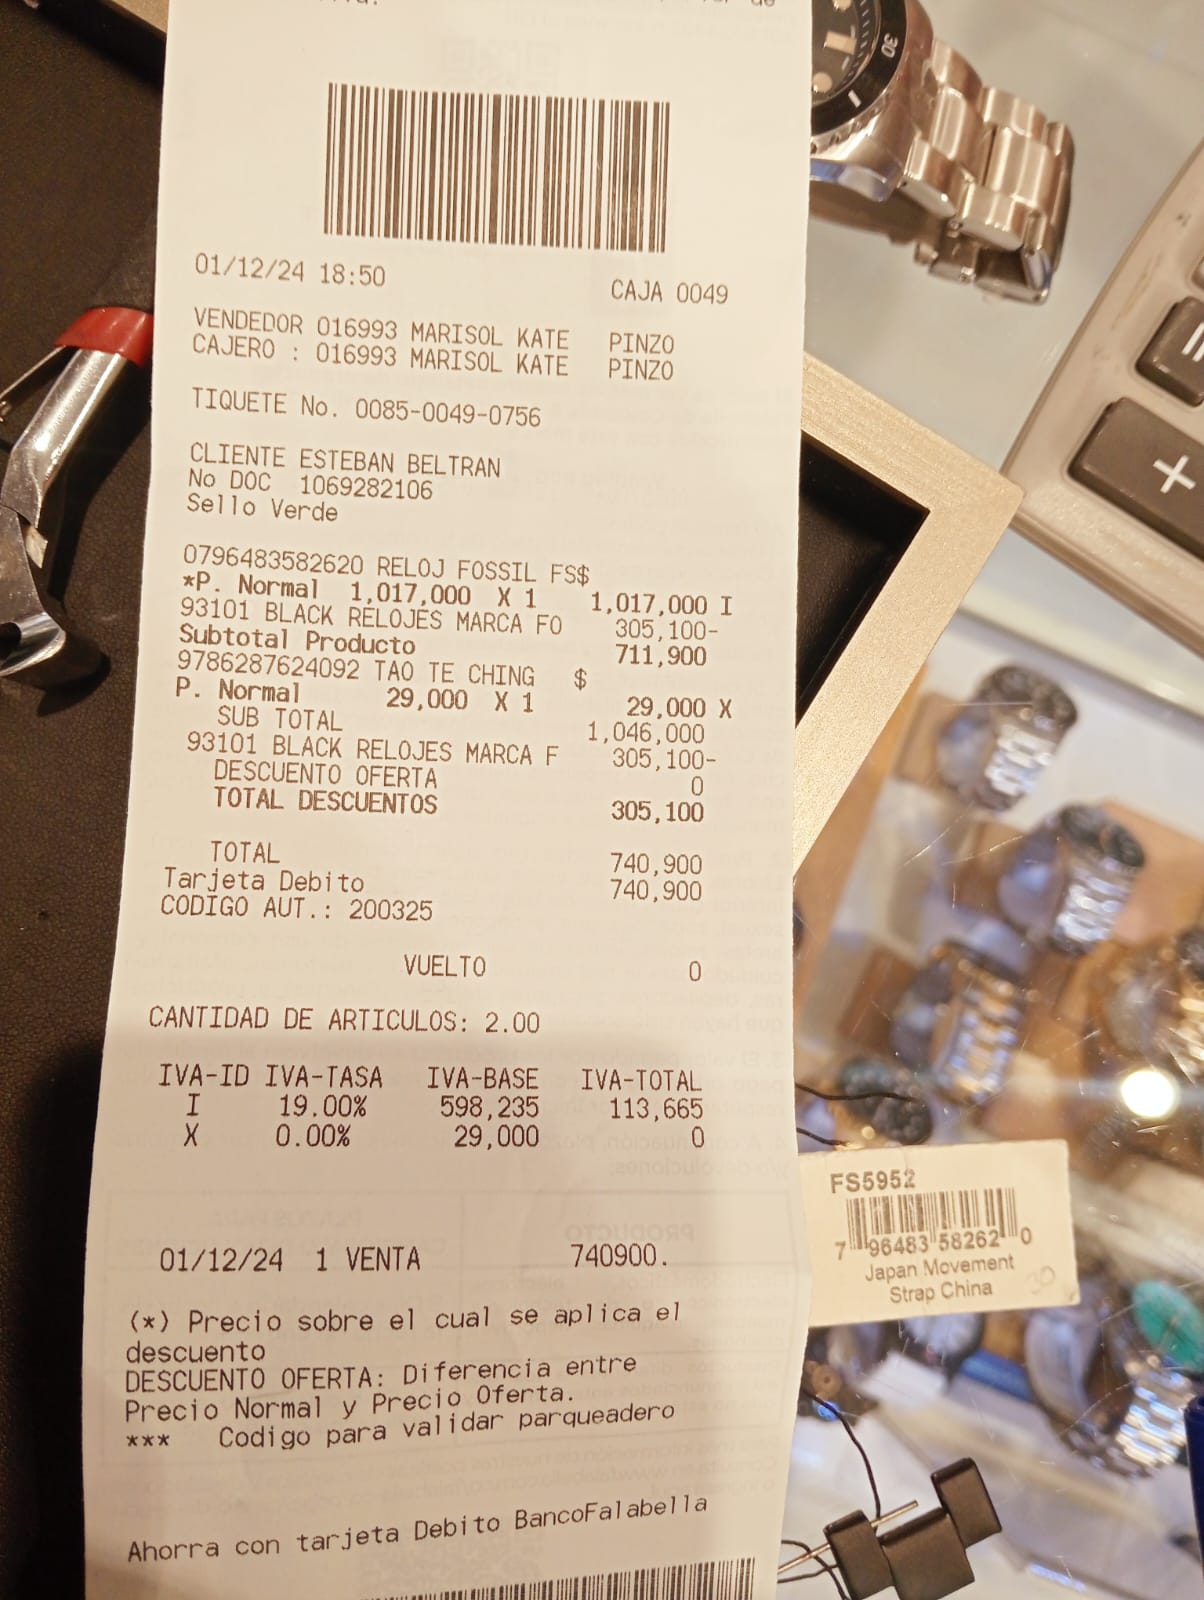 01/12/24 18:50 CAJA 0049
VENDEDOR 016993 MARISOL KATE PINZO
CAJERO : 016993 MARISOL KATE PINZO
TIQUETE No. 0085-0049-0756
CLIENTE ESTEBAN BELTRAN
No DOC 1069282106
Sello Verde
0796483582620 RELOJ FOSSIL FS$
*P. Normal 1,017,000 X 1 1,017,000 I
93101 BLACK RELOJES MARCA FO 305,100-
Subtotal Producto 711,900
9786287624092 TAO TE CHING $
P. Normal 29,000 X 1 29,000 X
SUB TOTAL 1,046,000
93101 BLACK RELOJES MARCA F 305,100-
DESCUENTO OFERTA 0
TOTAL DESCUENTOS 305,100
TOTAL 740,900
Tarjeta Debito 740,900
CODIGO AUT.: 200325
VUELTO 0
CANTIDAD DE ARTICULOS: 2.00
IVA-ID IVA-TASA IVA-BASE IVA-TOTAL
I 19.00% 598,235 113,665
X 0.00% 29,000 0
01/12/24 1 VENTA 740900.
(*) Precio sobre el cual se aplica el
descuento
DESCUENTO OFERTA: Diferencia entre
Precio Normal y Precio Oferta.
*** Codigo para validar parqueadero
Ahorra con tarjeta Debito BancoFalabella
30
+
FS5952
7 96483 58262 0
Japan Movement
Strap China
30